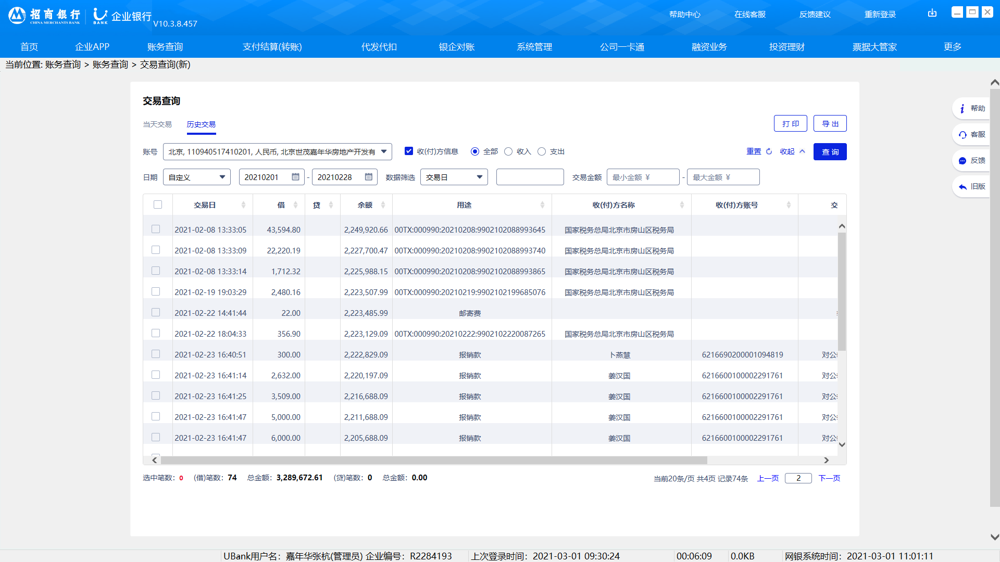 招商银行 CHINA MERCHANTS BANK BANK 企业银行 V10.3.8.457 帮助中心 在线客服 反馈建议 重新登录
首页 企业APP 账务查询 支付结算(转账) 代发代扣 银企对账 系统管理 公司一卡通 融资业务 投资理财 票据大管家 更多
当前位置: 账务查询 > 账务查询 > 交易查询(新)
交易查询
当天交易 历史交易 打 印 导 出
账号 北京, 110940517410201, 人民币, 北京世茂嘉年华房地产开发有 收(付)方信息 全部 收入 支出 重置 收起 查 询
日期 自定义 20210201 - 20210228 数据筛选 交易日 交易金额 最小金额 ¥ - 最大金额 ¥
交易日 借 贷 余额 用途 收(付)方名称 收(付)方账号 交
2021-02-08 13:33:05 43,594.80 2,249,920.66 00TX:000990:20210208:9902102088993645 国家税务总局北京市房山区税务局
2021-02-08 13:33:09 22,220.19 2,227,700.47 00TX:000990:20210208:9902102088993740 国家税务总局北京市房山区税务局
2021-02-08 13:33:14 1,712.32 2,225,988.15 00TX:000990:20210208:9902102088993865 国家税务总局北京市房山区税务局
2021-02-19 19:03:29 2,480.16 2,223,507.99 00TX:000990:20210219:9902102199685076 国家税务总局北京市房山区税务局
2021-02-22 14:41:44 22.00 2,223,485.99 邮寄费
2021-02-22 18:04:33 356.90 2,223,129.09 00TX:000990:20210222:9902102220087265 国家税务总局北京市房山区税务局
2021-02-23 16:40:51 300.00 2,222,829.09 报销款 卜燕慧 6216690200001094819 对公
2021-02-23 16:41:14 2,632.00 2,220,197.09 报销款 姜汉国 6216600100002291761 对公
2021-02-23 16:41:25 3,509.00 2,216,688.09 报销款 姜汉国 6216600100002291761 对公
2021-02-23 16:41:47 5,000.00 2,211,688.09 报销款 姜汉国 6216600100002291761 对公
2021-02-23 16:41:47 6,000.00 2,205,688.09 报销款 姜汉国 6216600100002291761 对公
选中笔数: 0 (借)笔数: 74 总金额: 3,289,672.61 (贷)笔数: 0 总金额: 0.00 当前20条/页 共4页 记录74条 上一页 2 下一页
帮助
客服
反馈
旧版
UBank用户名: 嘉年华张杭(管理员) 企业编号: R2284193 上次登录时间: 2021-03-01 09:30:24 00:06:09 0.0KB 网银系统时间: 2021-03-01 11:01:11